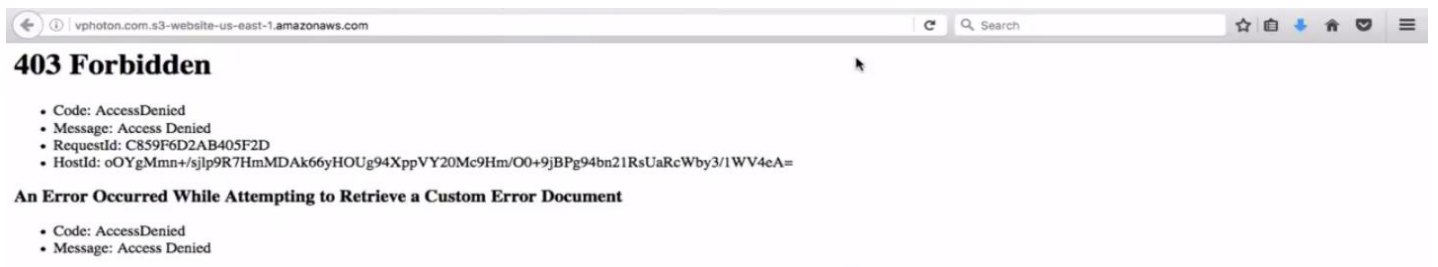 vphoton.com.s3-website-us-east-1.amazonaws.com
Search
403 Forbidden
• Code: AccessDenied
• Message: Access Denied
• RequestId: C859F6D2AB405F2D
• HostId: oOYgMmn+/sjlp9R7HmMDAk66yHOUg94XppVY20Mc9Hm/O0+9jBPg94bn21RsUaRcWby3/1WV4eA=
An Error Occurred While Attempting to Retrieve a Custom Error Document
• Code: AccessDenied
• Message: Access Denied